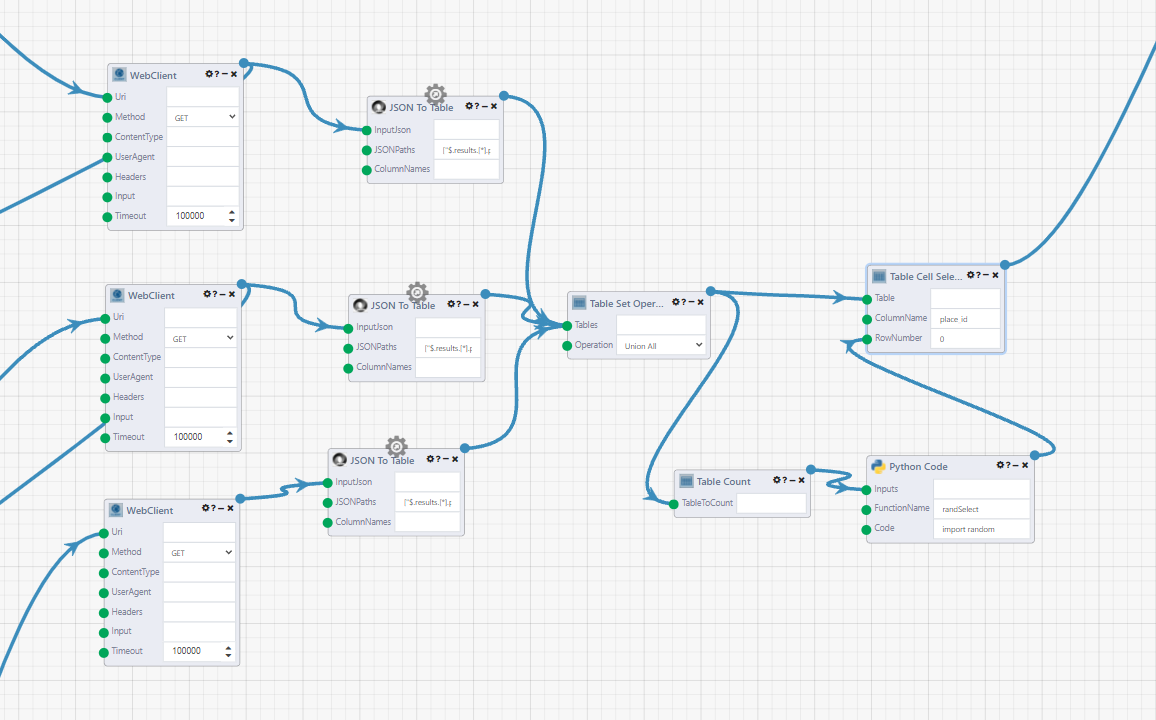 WebClient ?
Uri
Method GET
ContentType
UserAgent
Headers
Input
Timeout 100000
JSON To Table ?
InputJson
JSONPaths ["$.results.[*].p
ColumnNames
WebClient ?
Uri
Method GET
ContentType
UserAgent
Headers
Input
Timeout 100000
JSON To Table ?
InputJson
JSONPaths ["$.results.[*].p
ColumnNames
WebClient ?
Uri
Method GET
ContentType
UserAgent
Headers
Input
Timeout 100000
JSON To Table ?
InputJson
JSONPaths ["$.results.[*].p
ColumnNames
Table Set Oper... ?
Tables
Operation Union All
Table Count ?
TableToCount
Table Cell Sele... ?
Table
ColumnName place id
RowNumber 0
Python Code ?
Inputs
FunctionName randSelect
Code import random